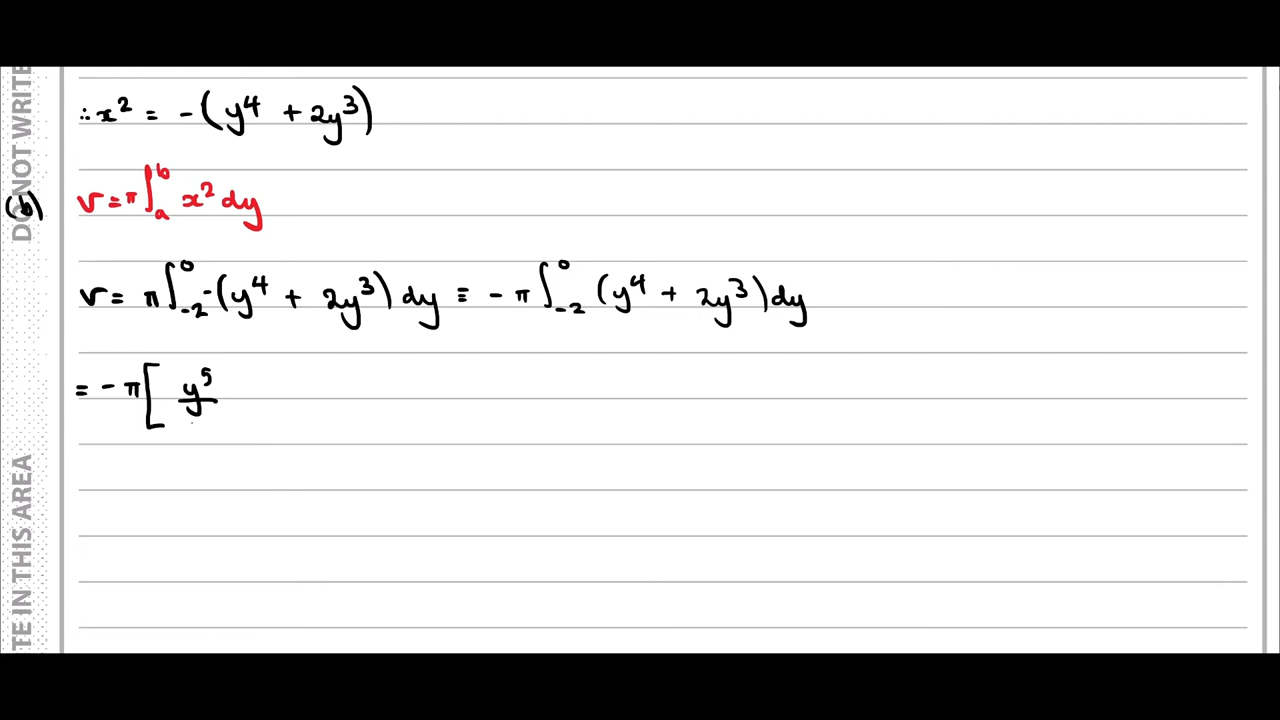 ∴ x² = -(y⁴ + 2y³)
(b) v = π∫ₐᵇ x² dy
v = π∫₋₂⁰ -(y⁴ + 2y³) dy ≡ -π∫₋₂⁰ (y⁴ + 2y³) dy
= -π[ y⁵
DO NOT WRITE
TE IN THIS AREA